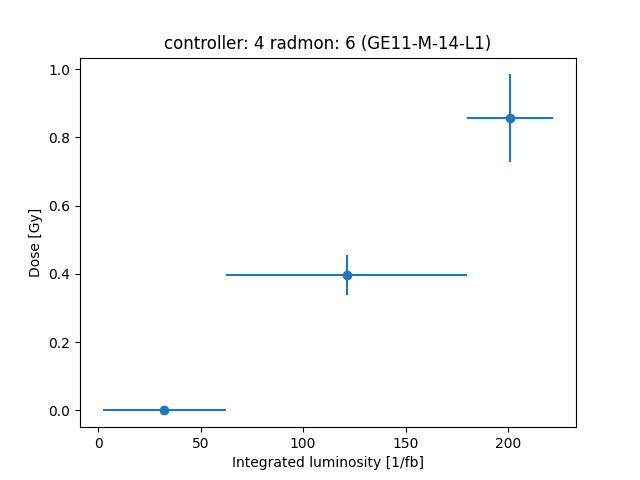 controller: 4 radmon: 6 (GE11-M-14-L1)
1.0
0.8
0.6
0.4
0.2
0.0
Dose [Gy]
0 50 100 150 200
Integrated luminosity [1/fb]